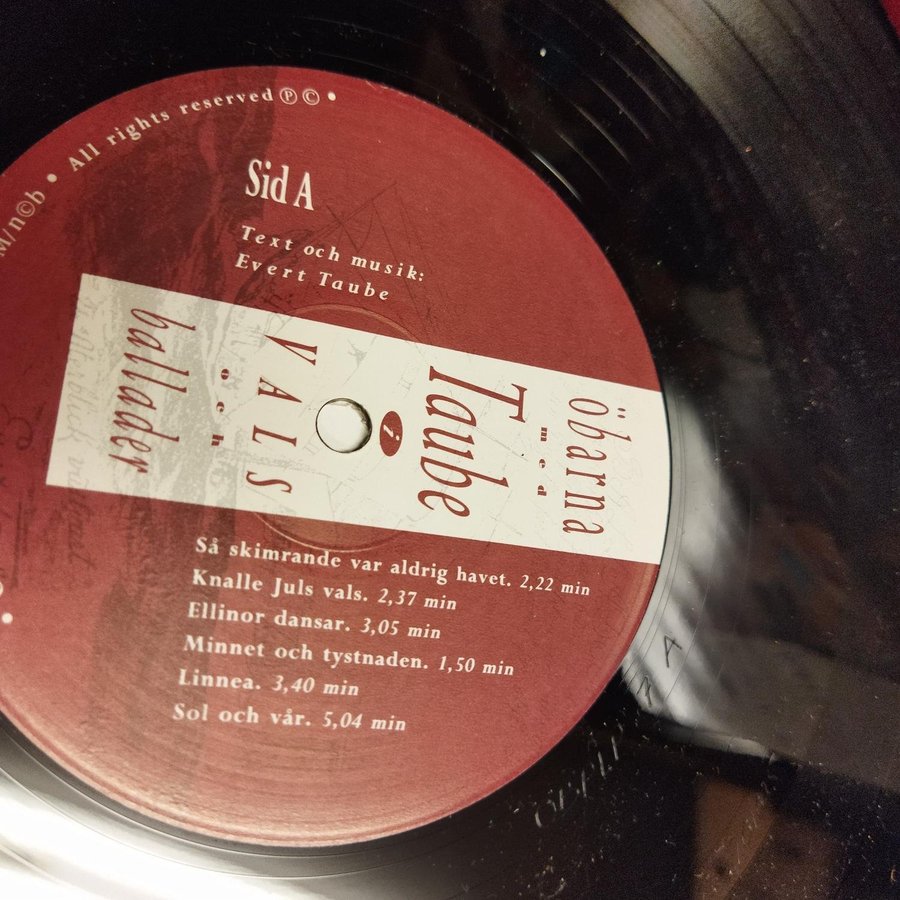 M/n©b • All rights reserved ℗ © •
Sid A
Text och musik:
Evert Taube
Öbarna
med
Taube
i
VALS
och
ballader
Så skimrande var aldrig havet. 2,22 min
Knalle Juls vals. 2,37 min
Ellinor dansar. 3,05 min
Minnet och tystnaden. 1,50 min
Linnea. 3,40 min
Sol och vår. 5,04 min